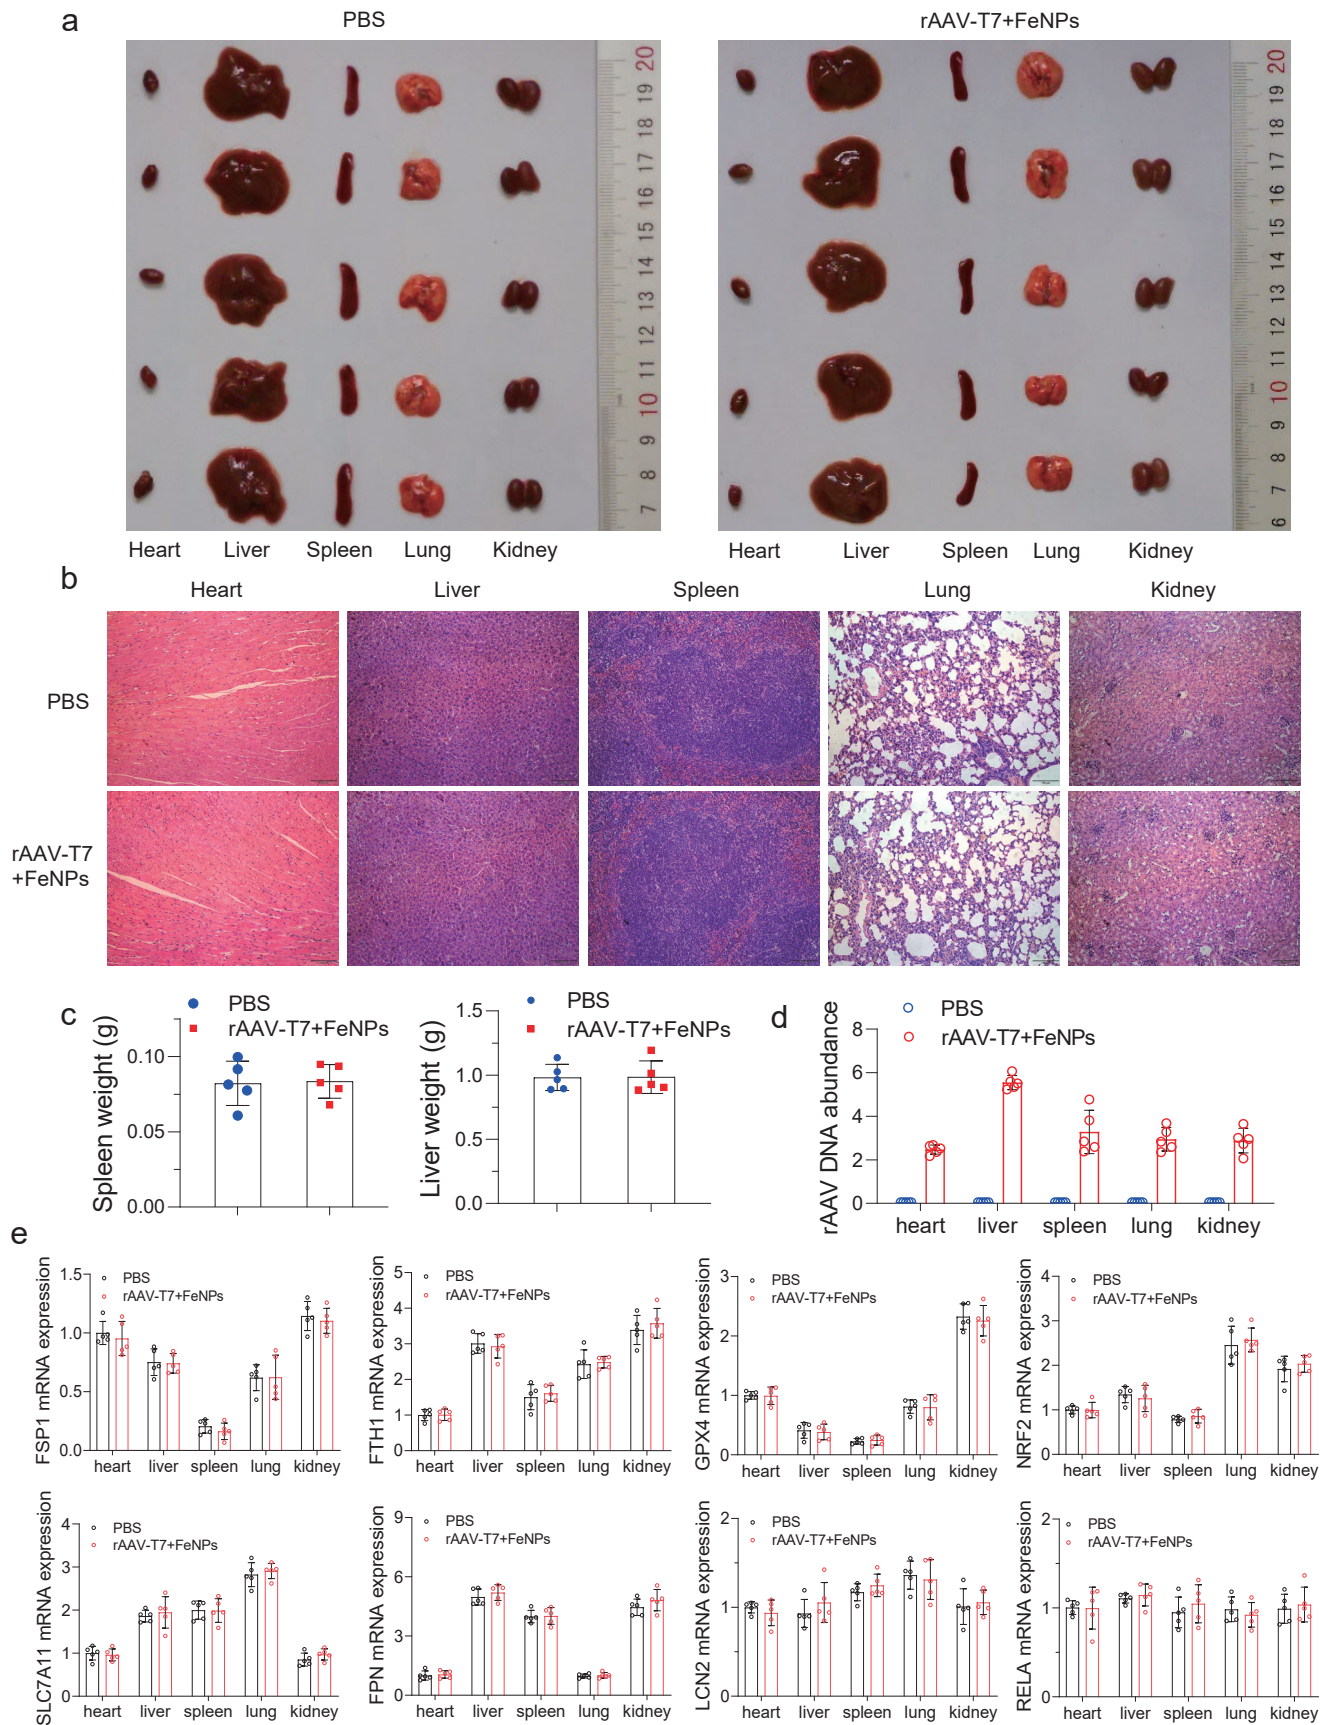 a
PBS
rAAV-T7+FeNPs
20
19
18
17
16
15
14
13
12
11
10
9
8
7
20
19
18
17
16
15
14
13
12
11
10
9
8
7
6
Heart Liver Spleen Lung Kidney
Heart Liver Spleen Lung Kidney
b
Heart Liver Spleen Lung Kidney
PBS
rAAV-T7
+FeNPs
c
Spleen weight (g)
PBS
rAAV-T7+FeNPs
0.10
0.05
0.00
Liver weight (g)
PBS
rAAV-T7+FeNPs
1.5
1.0
0.5
0.0
d
rAAV DNA abundance
PBS
rAAV-T7+FeNPs
8
6
4
2
0
heart liver spleen lung kidney
e
FSP1 mRNA expression
PBS
rAAV-T7+FeNPs
1.5
1.0
0.5
0.0
heart liver spleen lung kidney
FTH1 mRNA expression
PBS
rAAV-T7+FeNPs
5
4
3
2
1
0
heart liver spleen lung kidney
GPX4 mRNA expression
PBS
rAAV-T7+FeNPs
3
2
1
0
heart liver spleen lung kidney
NRF2 mRNA expression
PBS
rAAV-T7+FeNPs
4
3
2
1
0
heart liver spleen lung kidney
SLC7A11 mRNA expression
PBS
rAAV-T7+FeNPs
4
3
2
1
0
heart liver spleen lung kidney
FPN mRNA expression
PBS
rAAV-T7+FeNPs
9
6
3
0
heart liver spleen lung kidney
LCN2 mRNA expression
PBS
rAAV-T7+FeNPs
2
1
0
heart liver spleen lung kidney
RELA mRNA expression
PBS
rAAV-T7+FeNPs
2
1
0
heart liver spleen lung kidney